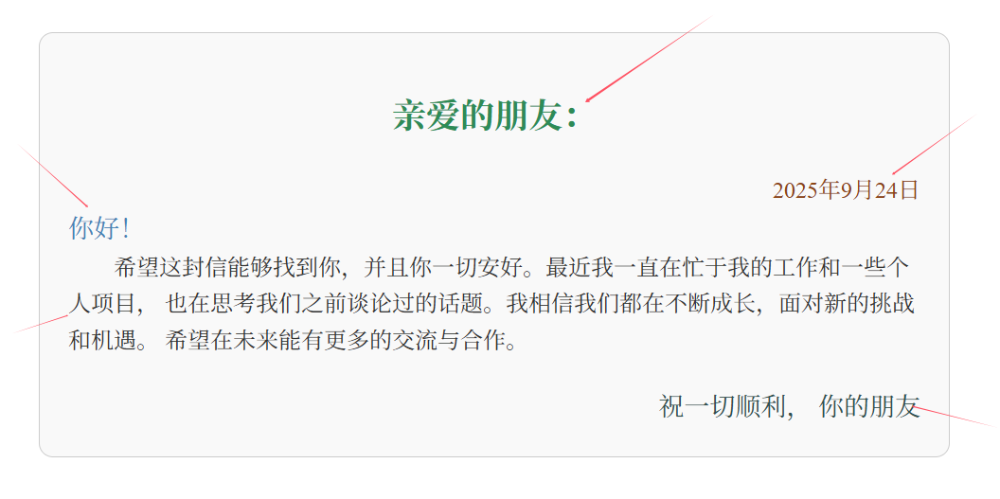 亲爱的朋友：
2025年9月24日
你好！
希望这封信能够找到你，并且你一切安好。最近我一直在忙于我的工作和一些个
人项目， 也在思考我们之前谈论过的话题。我相信我们都在不断成长，面对新的挑战
和机遇。 希望在未来能有更多的交流与合作。
祝一切顺利， 你的朋友